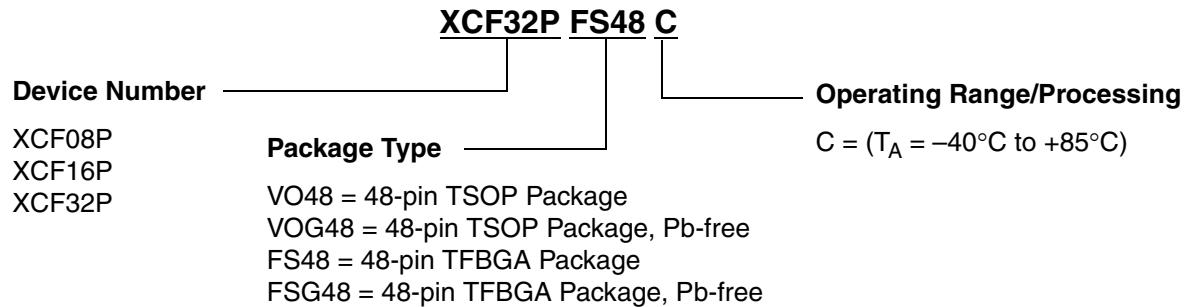 XCF32P FS48 C
Device Number
XCF08P
XCF16P
XCF32P
Package Type
VO48 = 48-pin TSOP Package
VOG48 = 48-pin TSOP Package, Pb-free
FS48 = 48-pin TFBGA Package
FSG48 = 48-pin TFBGA Package, Pb-free
Operating Range/Processing
C = (TA = –40°C to +85°C)